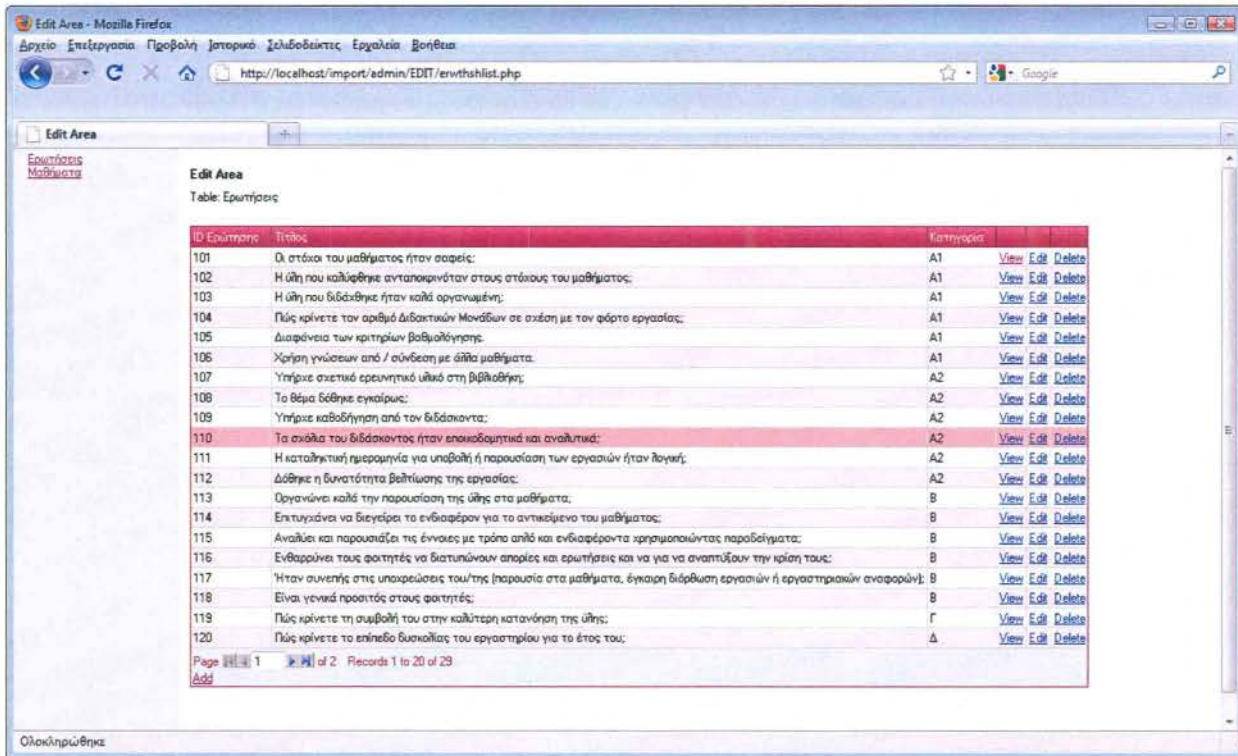 Edit Area - Mozilla Firefox
Αρχείο Επεξεργασία Προβολή Ιστορικό Σελιδοδείκτες Εργαλεία Βοήθεια
http://localhost/import/admin/EDIT/erwthshlist.php Google
Edit Area
Ερωτήσεις
Μαθήματα
Edit Area
Table: Ερωτήσεις
ID Ερώτησης Τίτλος Κατηγορία
101 Οι στόχοι του μαθήματος ήταν σαφείς; A1 View Edit Delete
102 Η ύλη που καλύφθηκε ανταποκρινόταν στους στόχους του μαθήματος; A1 View Edit Delete
103 Η ύλη που διδάχθηκε ήταν καλά οργανωμένη; A1 View Edit Delete
104 Πώς κρίνετε τον αριθμό Διδακτικών Μονάδων σε σχέση με τον φόρτο εργασίας; A1 View Edit Delete
105 Διαφάνεια των κριτηρίων βαθμολόγησης. A1 View Edit Delete
106 Χρήση γνώσεων από / σύνδεση με άλλα μαθήματα. A1 View Edit Delete
107 Υπήρχε σχετικό ερευνητικό υλικό στη βιβλιοθήκη; A2 View Edit Delete
108 Το θέμα δόθηκε εγκαίρως; A2 View Edit Delete
109 Υπήρχε καθοδήγηση από τον διδάσκοντα; A2 View Edit Delete
110 Τα σχόλια του διδάσκοντος ήταν εποικοδομητικά και αναλυτικά; A2 View Edit Delete
111 Η καταληκτική ημερομηνία για υποβολή ή παρουσίαση των εργασιών ήταν λογική; A2 View Edit Delete
112 Δόθηκε η δυνατότητα βελτίωσης της εργασίας; A2 View Edit Delete
113 Οργανώνει καλά την παρουσίαση της ύλης στα μαθήματα; B View Edit Delete
114 Επιτυγχάνει να διεγείρει το ενδιαφέρον για το αντικείμενο του μαθήματος; B View Edit Delete
115 Αναλύει και παρουσιάζει τις έννοιες με τρόπο απλό και ενδιαφέροντα χρησιμοποιώντας παραδείγματα; B View Edit Delete
116 Ενθαρρύνει τους φοιτητές να διατυπώνουν απορίες και ερωτήσεις και να για να αναπτύξουν την κρίση τους; B View Edit Delete
117 Ήταν συνεπής στις υποχρεώσεις του/της (παρουσία στα μαθήματα, έγκαιρη διόρθωση εργασιών ή εργαστηριακών αναφορών); B View Edit Delete
118 Είναι γενικά προσιτός στους φοιτητές; B View Edit Delete
119 Πώς κρίνετε τη συμβολή του στην καλύτερη κατανόηση της ύλης; Γ View Edit Delete
120 Πώς κρίνετε το επίπεδο δυσκολίας του εργαστηρίου για το έτος του; Δ View Edit Delete
Page 1 of 2 Records 1 to 20 of 29
Add
Ολοκληρώθηκε